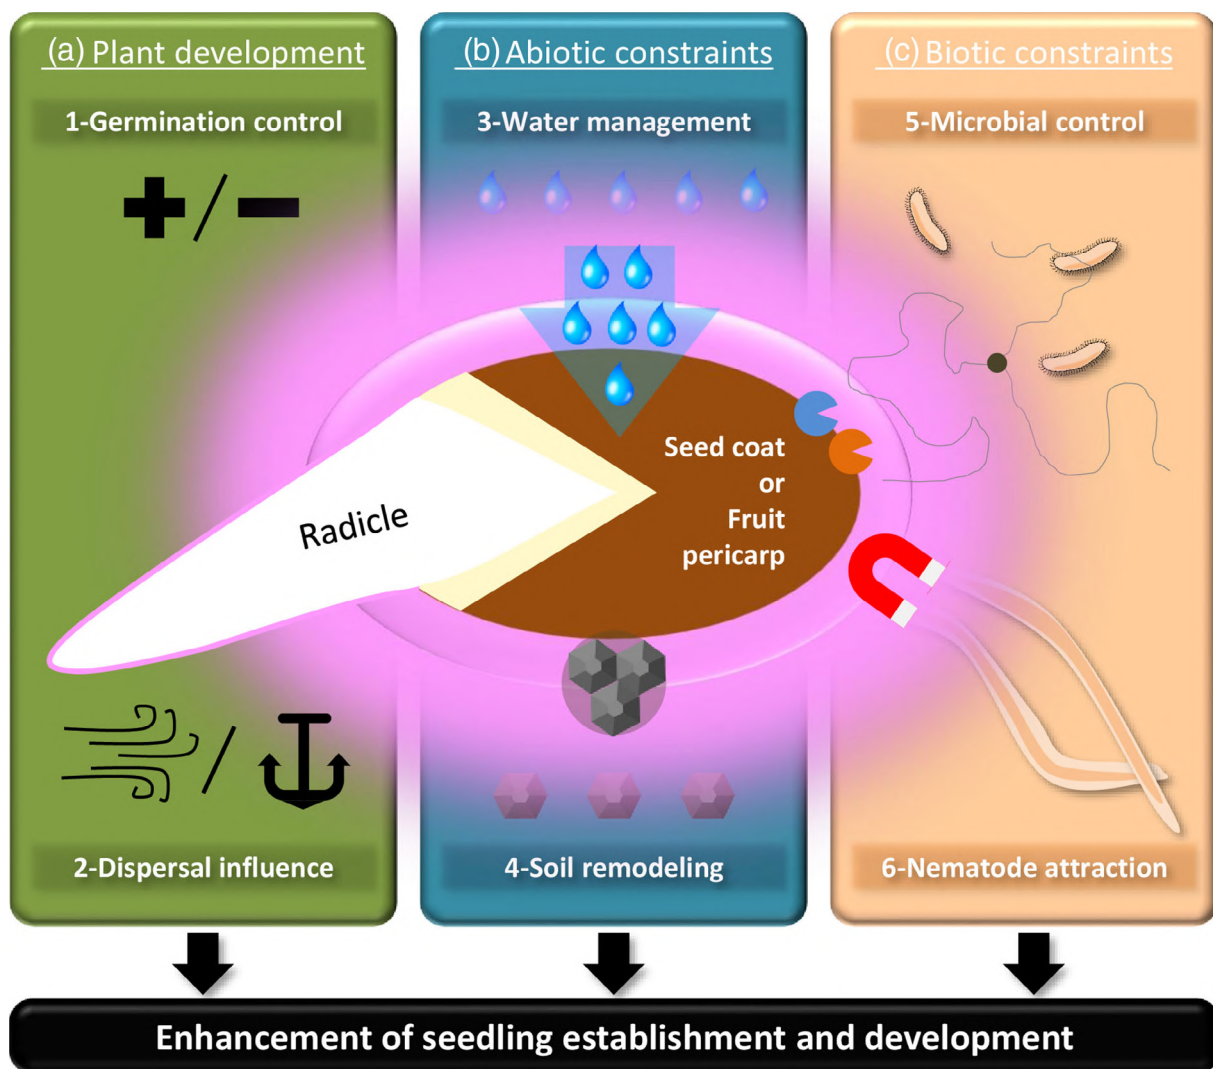 (a) Plant development
1-Germination control
2-Dispersal influence
(b) Abiotic constraints
3-Water management
4-Soil remodeling
(c) Biotic constraints
5-Microbial control
6-Nematode attraction
Radicle
Seed coat
or
Fruit
pericarp
Enhancement of seedling establishment and development